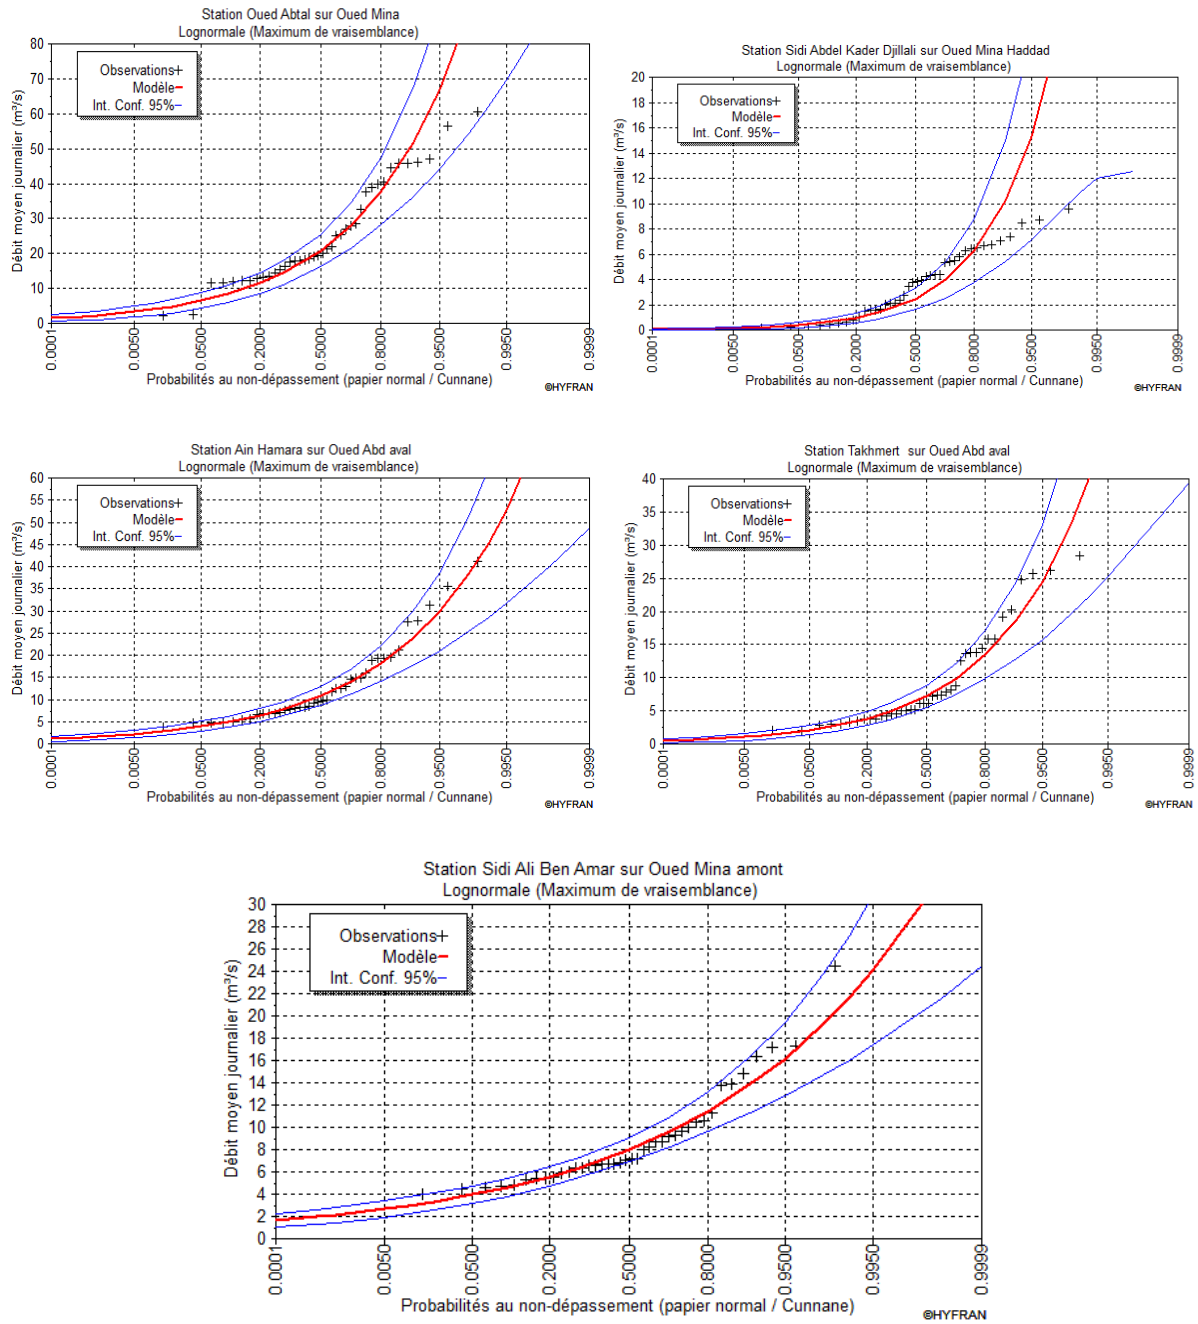 Station Oued Abtal sur Oued Mina
Lognormale (Maximum de vraisemblance)
Débit moyen journalier (m³/s)
80
70
60
50
40
30
20
10
0
Observations+
Modèle
Int. Conf. 95%
0.0001
0.0050
0.0500
0.2000
0.5000
0.8000
0.9500
0.9950
0.9999
Probabilités au non-dépassement (papier normal / Cunnane)
©HYFRAN
Station Sidi Abdel Kader Djillali sur Oued Mina Haddad
Lognormale (Maximum de vraisemblance)
Débit moyen journalier (m³/s)
20
18
16
14
12
10
8
6
4
2
0
Observations+
Modèle
Int. Conf. 95%
0.0001
0.0050
0.0500
0.2000
0.5000
0.8000
0.9500
0.9950
0.9999
Probabilités au non-dépassement (papier normal / Cunnane)
©HYFRAN
Station Ain Hamara sur Oued Abd aval
Lognormale (Maximum de vraisemblance)
Débit moyen journalier (m³/s)
60
55
50
45
40
35
30
25
20
15
10
5
0
Observations+
Modèle
Int. Conf. 95%
0.0001
0.0050
0.0500
0.2000
0.5000
0.8000
0.9500
0.9950
0.9999
Probabilités au non-dépassement (papier normal / Cunnane)
©HYFRAN
Station Takhmert sur Oued Abd aval
Lognormale (Maximum de vraisemblance)
Débit moyen journalier (m³/s)
40
35
30
25
20
15
10
5
0
Observations+
Modèle
Int. Conf. 95%
0.0001
0.0050
0.0500
0.2000
0.5000
0.8000
0.9500
0.9950
0.9999
Probabilités au non-dépassement (papier normal / Cunnane)
©HYFRAN
Station Sidi Ali Ben Amar sur Oued Mina amont
Lognormale (Maximum de vraisemblance)
Débit moyen journalier (m³/s)
30
28
26
24
22
20
18
16
14
12
10
8
6
4
2
0
Observations+
Modèle
Int. Conf. 95%
0.0001
0.0050
0.0500
0.2000
0.5000
0.8000
0.9500
0.9950
0.9999
Probabilités au non-dépassement (papier normal / Cunnane)
©HYFRAN